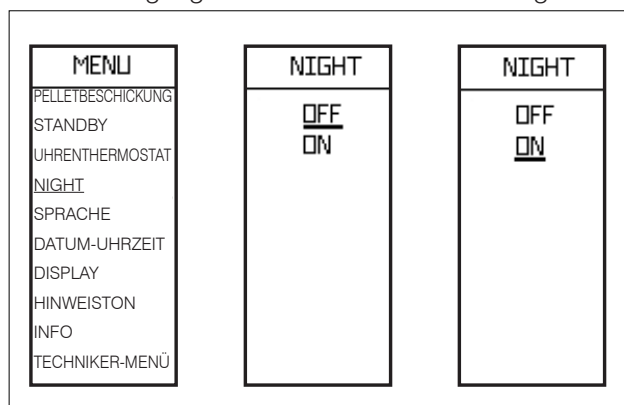 MENU
PELLETBESCHICKUNG
STANDBY
UHRENTHERMOSTAT
NIGHT
SPRACHE
DATUM-UHRZEIT
DISPLAY
HINWEISTON
INFO
TECHNIKER-MENÜ
NIGHT
OFF
ON
NIGHT
OFF
ON